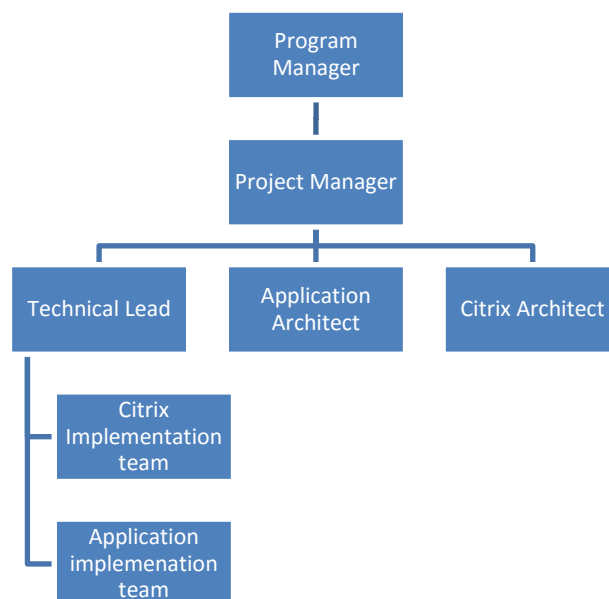 Program
Manager
Project Manager
Technical Lead
Application
Architect
Citrix Architect
Citrix
Implementation
team
Application
implemenation
team